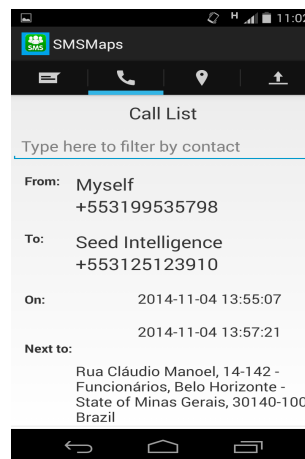 H 11:02
SMS SMSMaps
Call List
Type here to filter by contact
From: Myself
+553199535798
To: Seed Intelligence
+553125123910
On: 2014-11-04 13:55:07
2014-11-04 13:57:21
Next to:
Rua Cláudio Manoel, 14-142 -
Funcionários, Belo Horizonte -
State of Minas Gerais, 30140-100
Brazil